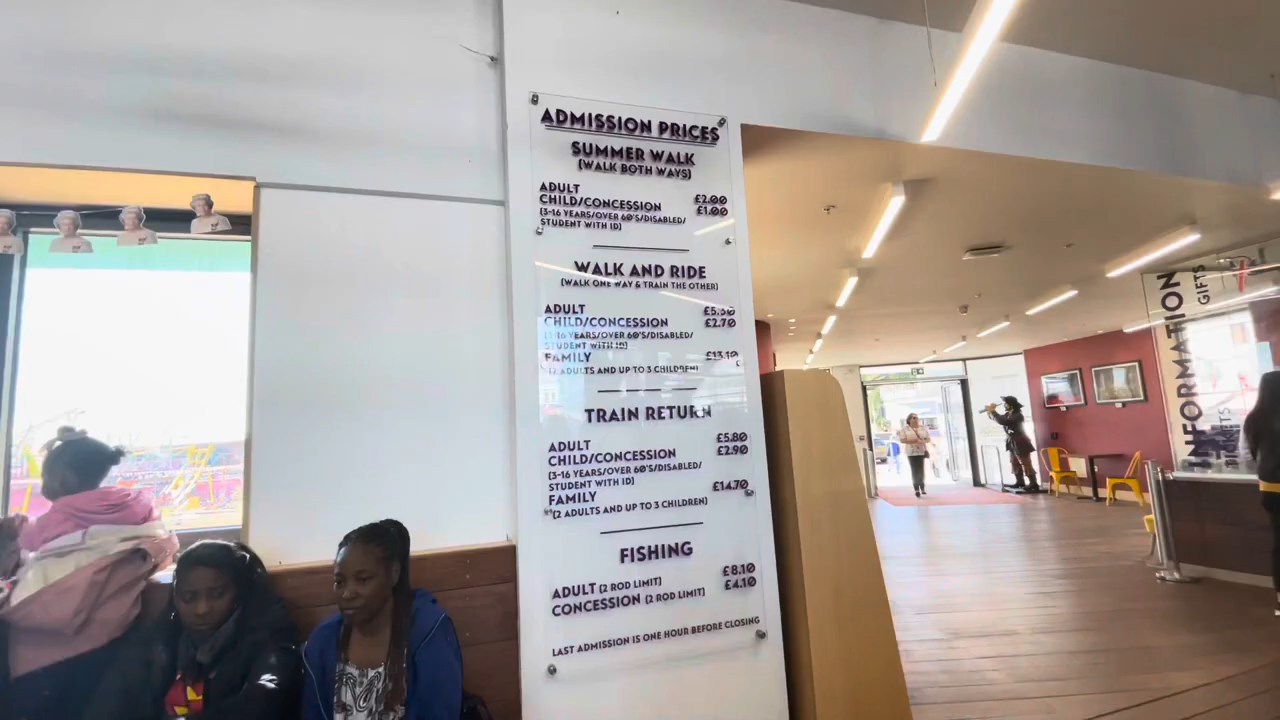 ADMISSION PRICES
SUMMER WALK
(WALK BOTH WAYS)
ADULT £2.00
CHILD/CONCESSION £1.00
(3-16 YEARS/OVER 60'S/DISABLED/
STUDENT WITH ID)
WALK AND RIDE
(WALK ONE WAY & TRAIN THE OTHER)
ADULT
CHILD/CONCESSION £2.70
(3-16 YEARS/OVER 60'S/DISABLED/
STUDENT WITH ID)
FAMILY £13.10
(2 ADULTS AND UP TO 3 CHILDREN)
TRAIN RETURN
ADULT £5.80
CHILD/CONCESSION £2.90
(3-16 YEARS/OVER 60'S/DISABLED/
STUDENT WITH ID)
FAMILY £14.70
(2 ADULTS AND UP TO 3 CHILDREN)
FISHING
ADULT (2 ROD LIMIT) £8.10
CONCESSION (2 ROD LIMIT) £4.10
LAST ADMISSION IS ONE HOUR BEFORE CLOSING
INFORMATION
GIFTS
TICKETS